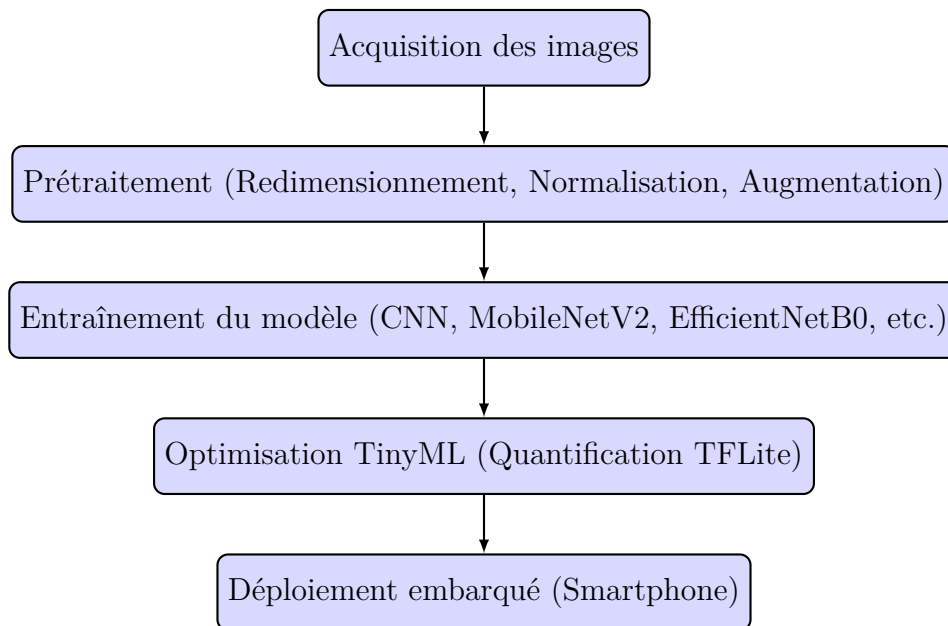 Acquisition des images
Prétraitement (Redimensionnement, Normalisation, Augmentation)
Entraînement du modèle (CNN, MobileNetV2, EfficientNetB0, etc.)
Optimisation TinyML (Quantification TFLite)
Déploiement embarqué (Smartphone)